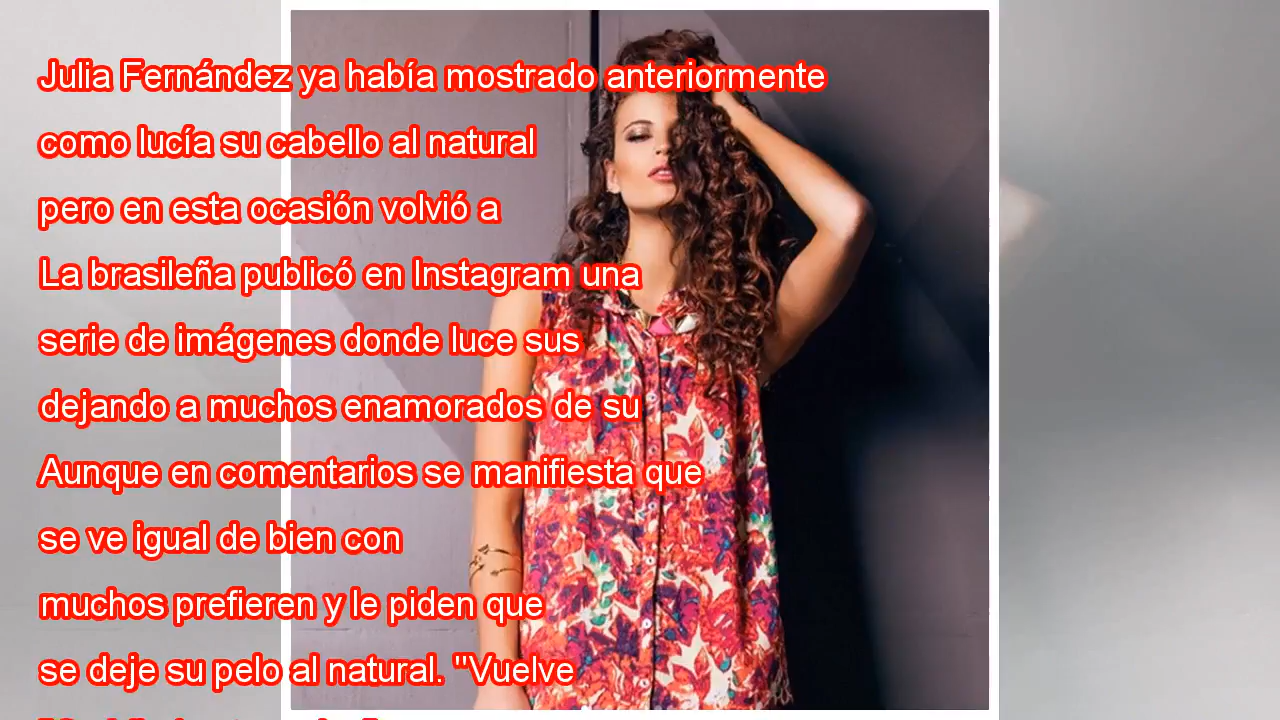 Julia Fernández ya había mostrado anteriormente
como lucía su cabello al natural
pero en esta ocasión volvió a
La brasileña publicó en Instagram una
serie de imágenes donde luce sus
dejando a muchos enamorados de su
Aunque en comentarios se manifiesta que
se ve igual de bien con
muchos prefieren y le piden que
se deje su pelo al natural. "Vuelve